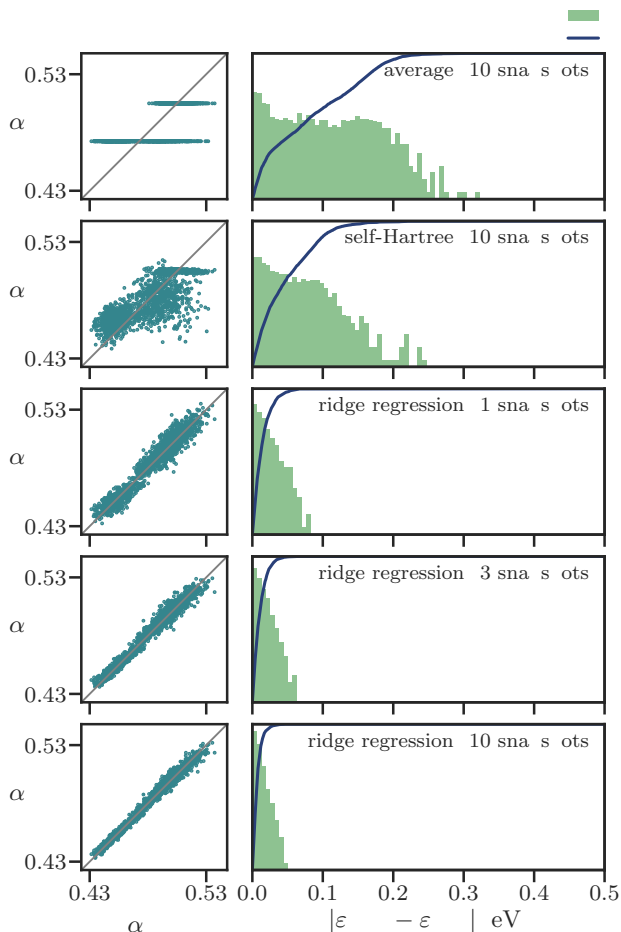 0.53
average 10 sna s ots
α
0.43
0.53
self-Hartree 10 sna s ots
α
0.43
0.53
ridge regression 1 sna s ots
α
0.43
0.53
ridge regression 3 sna s ots
α
0.43
0.53
ridge regression 10 sna s ots
α
0.43
0.43 0.53 0.0 0.1 0.2 0.3 0.4 0.5
α |ε − ε | eV